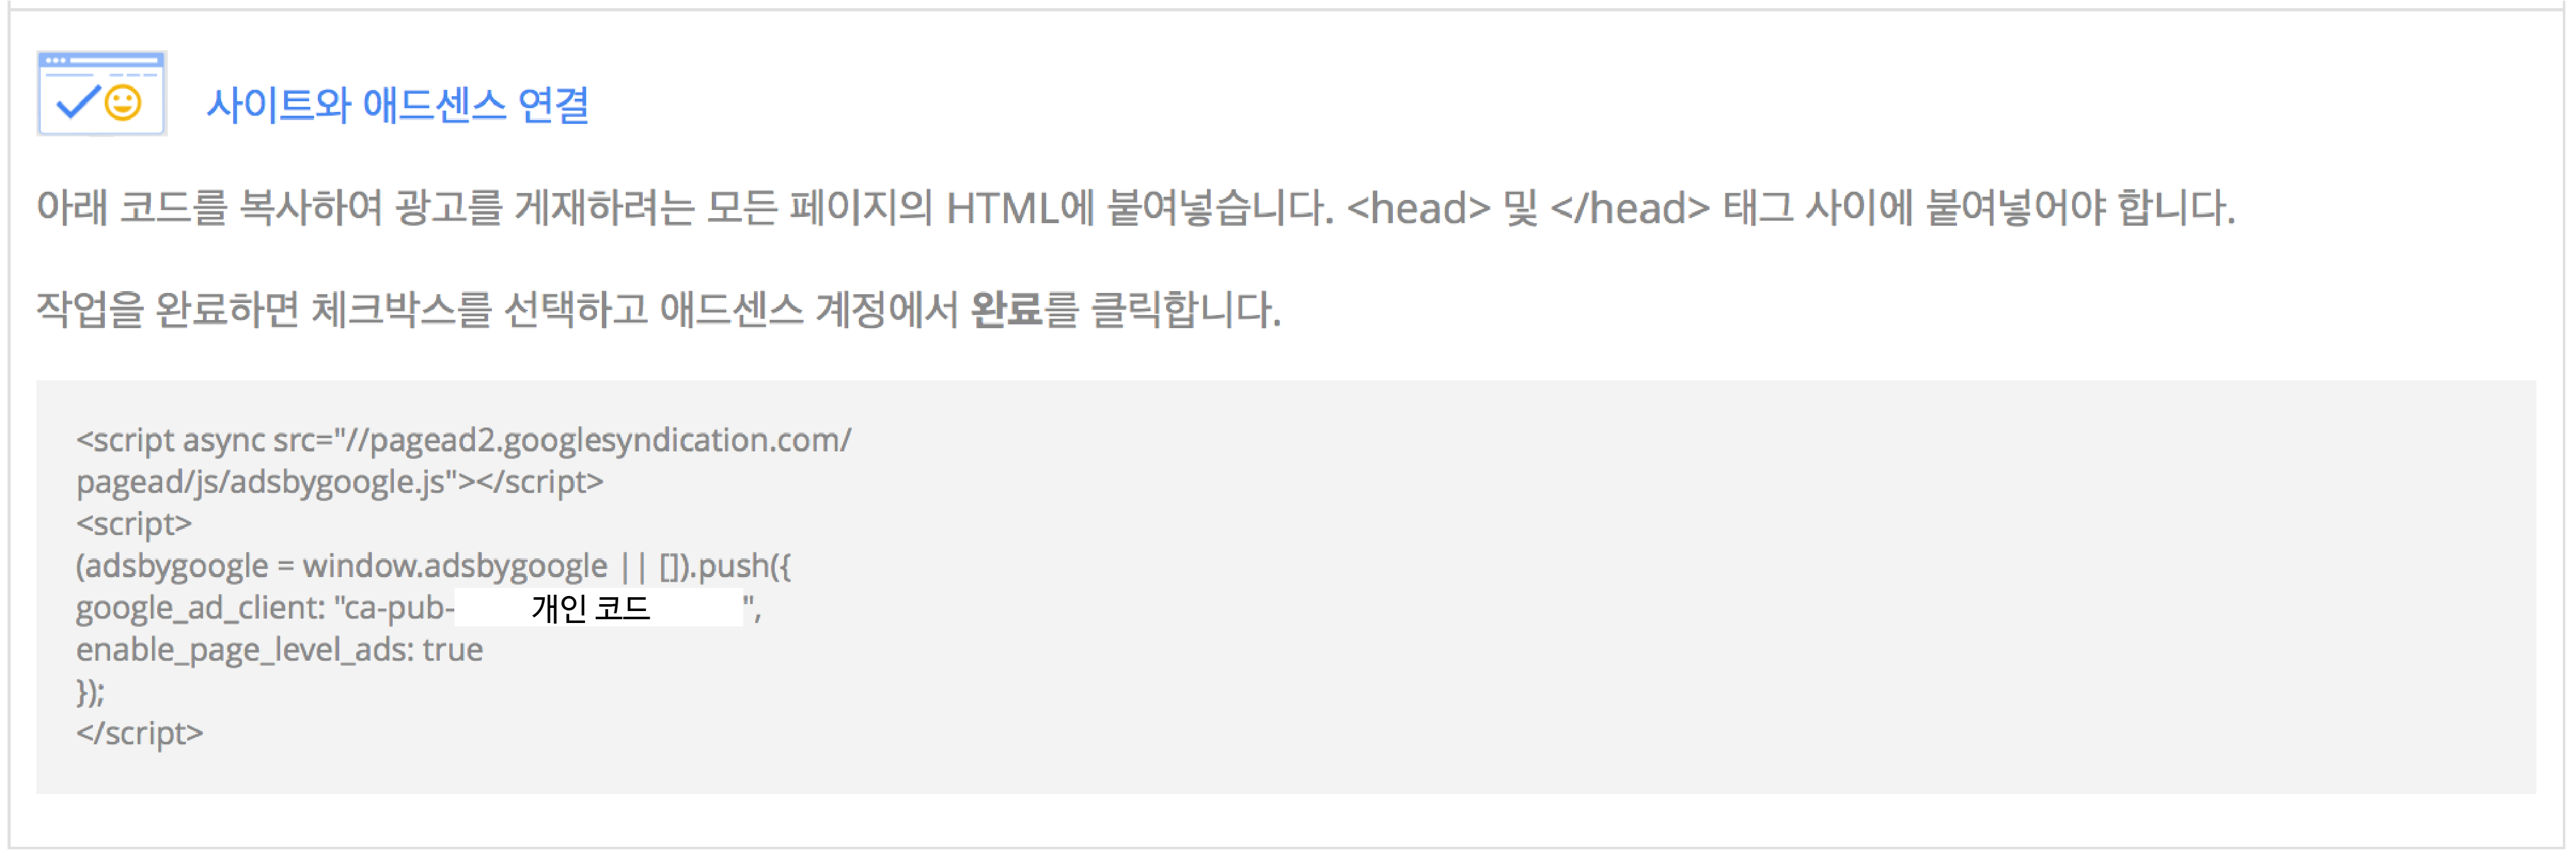 사이트와 애드센스 연결
아래 코드를 복사하여 광고를 게재하려는 모든 페이지의 HTML에 붙여넣습니다. <head> 및 </head> 태그 사이에 붙여넣어야 합니다.
작업을 완료하면 체크박스를 선택하고 애드센스 계정에서 완료를 클릭합니다.
<script async src="//pagead2.googlesyndication.com/
pagead/js/adsbygoogle.js"></script>
<script>
(adsbygoogle = window.adsbygoogle || []).push({
google_ad_client: "ca-pub- 개인 코드 ",
enable_page_level_ads: true
});
</script>